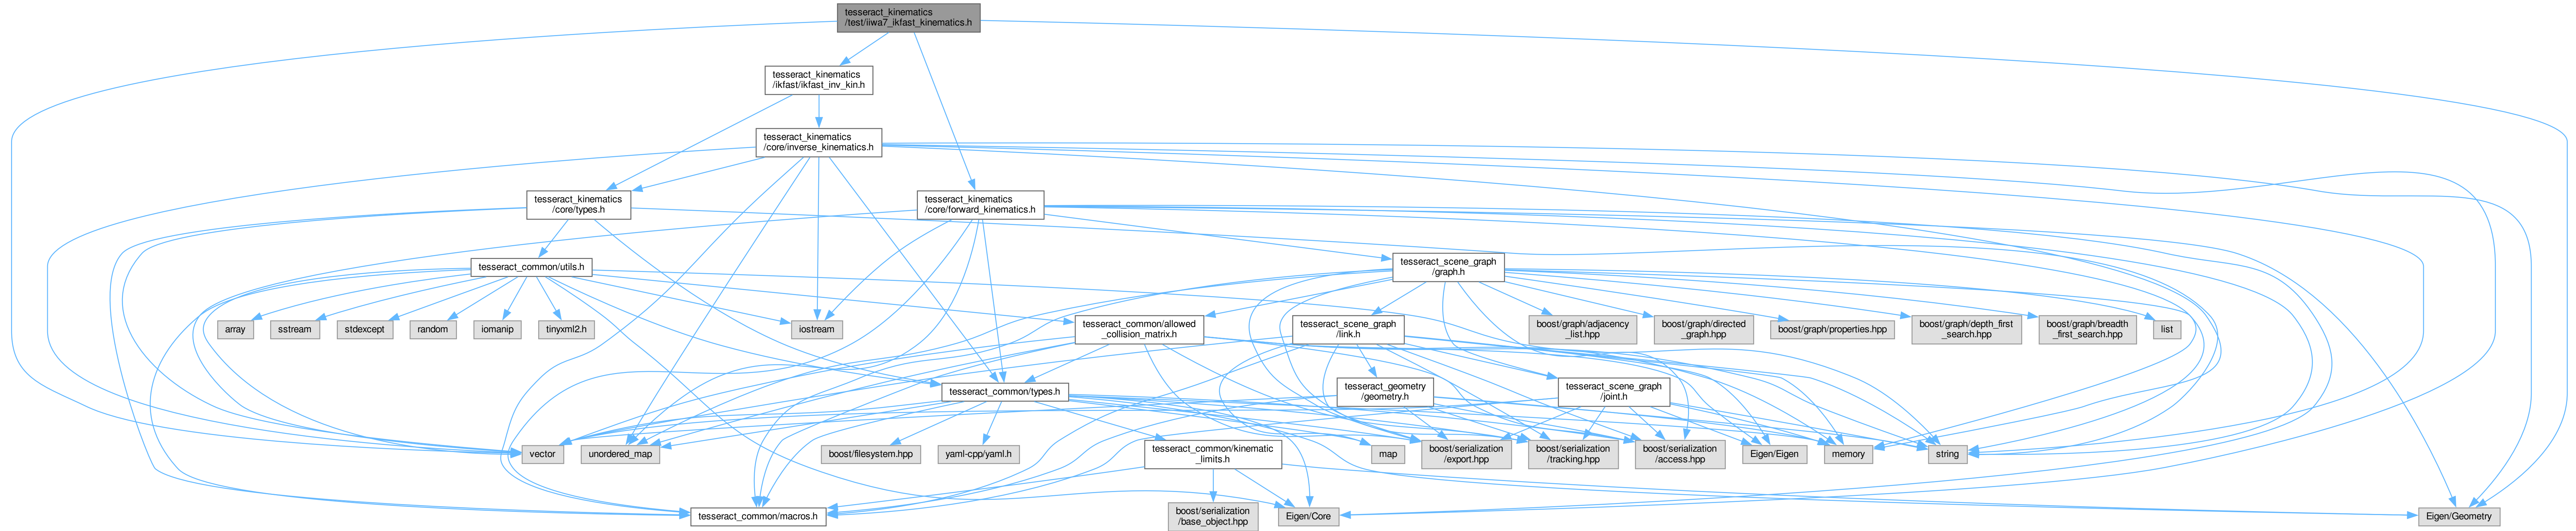 tesseract_kinematics
/test/iiwa7_ikfast_kinematics.h
tesseract_kinematics
/ikfast/ikfast_inv_kin.h
tesseract_kinematics
/core/inverse_kinematics.h
tesseract_kinematics
/core/types.h
tesseract_kinematics
/core/forward_kinematics.h
tesseract_common/utils.h
tesseract_scene_graph
/graph.h
array
sstream
stdexcept
random
iomanip
tinyxml2.h
iostream
tesseract_common/allowed
_collision_matrix.h
tesseract_scene_graph
/link.h
boost/graph/adjacency
_list.hpp
boost/graph/directed
_graph.hpp
boost/graph/properties.hpp
boost/graph/depth_first
_search.hpp
boost/graph/breadth
_first_search.hpp
list
tesseract_common/types.h
tesseract_geometry
/geometry.h
tesseract_scene_graph
/joint.h
vector
unordered_map
boost/filesystem.hpp
yaml-cpp/yaml.h
tesseract_common/kinematic
_limits.h
map
boost/serialization
/export.hpp
boost/serialization
/tracking.hpp
boost/serialization
/access.hpp
Eigen/Eigen
memory
string
tesseract_common/macros.h
boost/serialization
/base_object.hpp
Eigen/Core
Eigen/Geometry